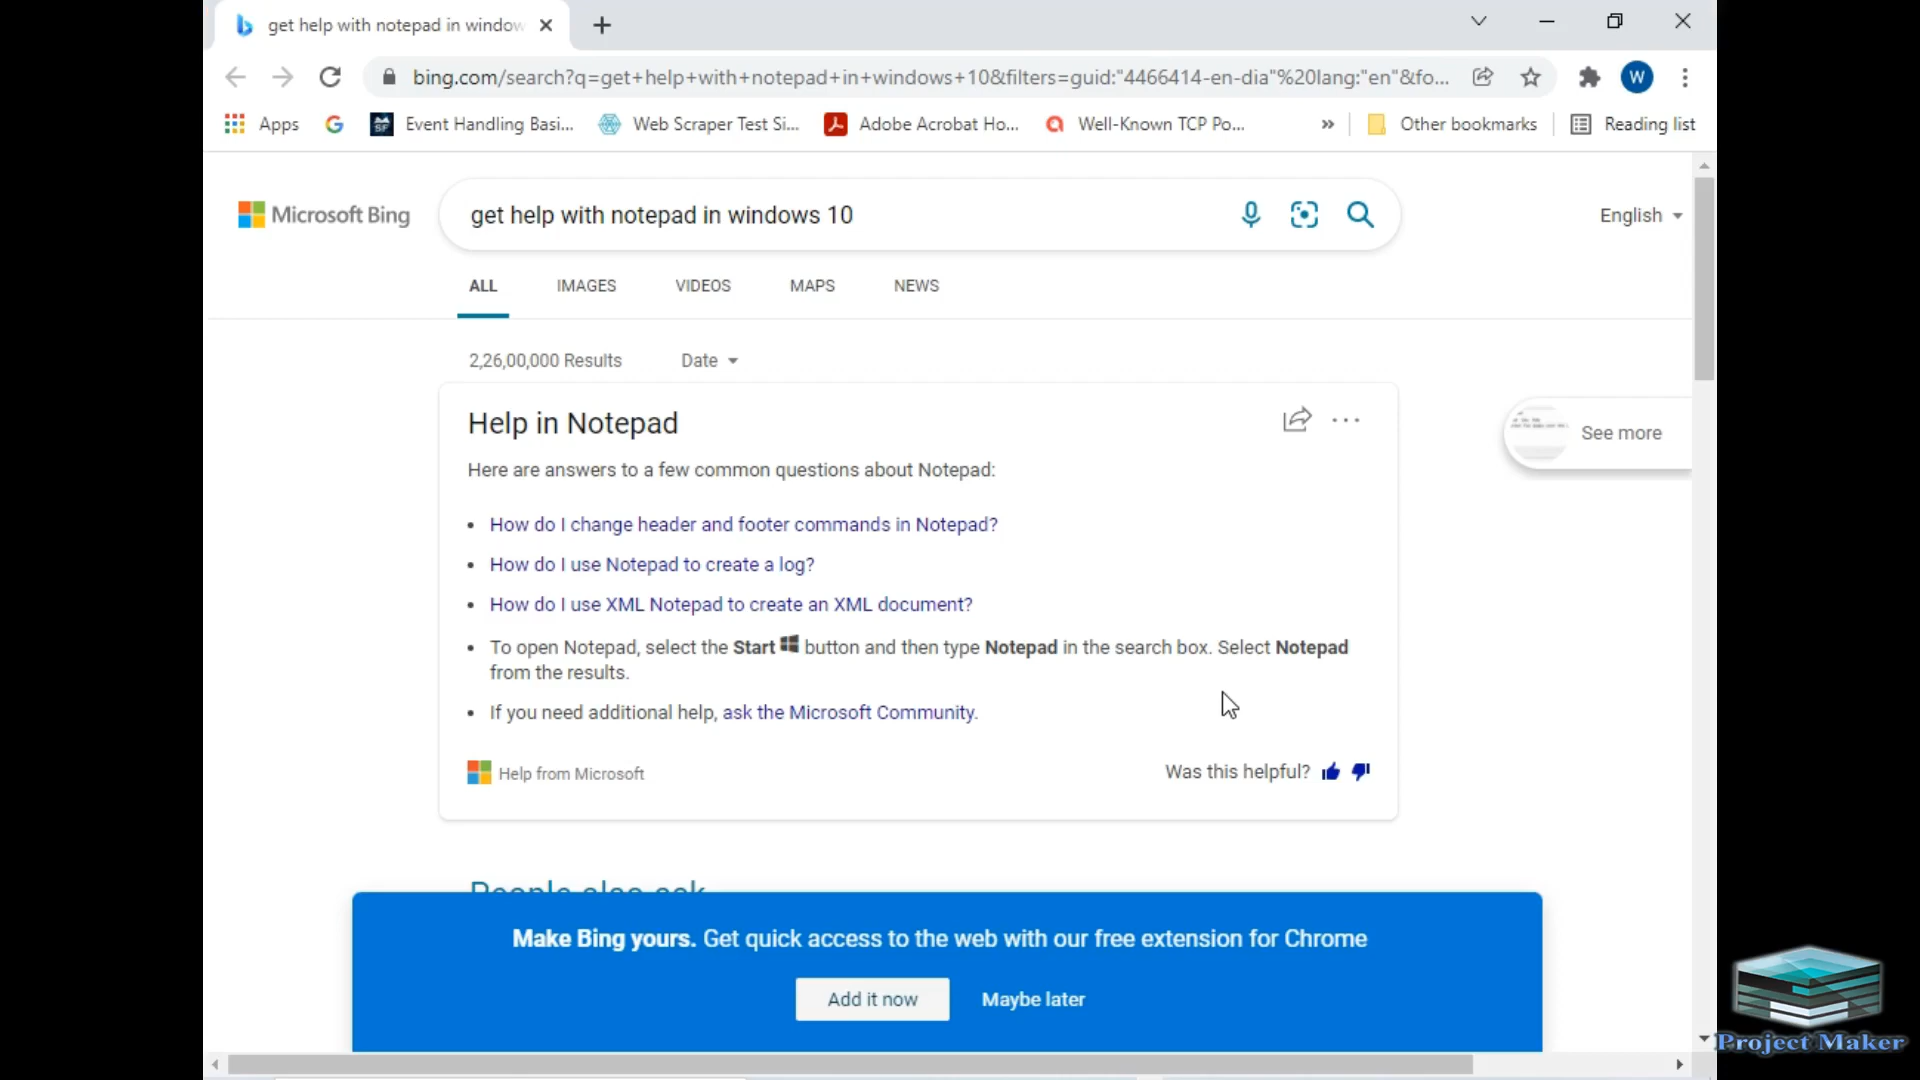 get help with notepad in window
bing.com/search?q=get+help+with+notepad+in+windows+10&filters=guid:"4466414-en-dia"%20lang:"en"&fo...
W
Apps
Event Handling Basi...
Web Scraper Test Si...
Adobe Acrobat Ho...
Well-Known TCP Po...
»
Other bookmarks
Reading list
Microsoft Bing
get help with notepad in windows 10
English
ALL
IMAGES
VIDEOS
MAPS
NEWS
2,26,00,000 Results
Date
Help in Notepad
See more
Here are answers to a few common questions about Notepad:
• How do I change header and footer commands in Notepad?
• How do I use Notepad to create a log?
• How do I use XML Notepad to create an XML document?
• To open Notepad, select the Start button and then type Notepad in the search box. Select Notepad
from the results.
• If you need additional help, ask the Microsoft Community.
Help from Microsoft
Was this helpful?
People also ask
Make Bing yours. Get quick access to the web with our free extension for Chrome
Add it now
Maybe later
Project Maker